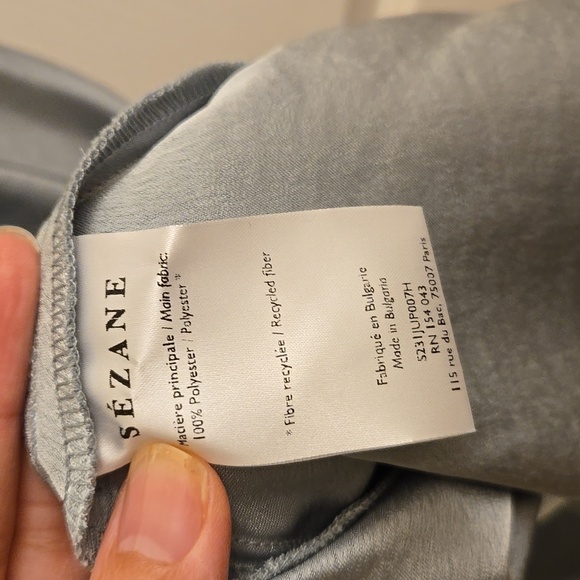 SÉZANE
Matière principale / Main fabric:
100% Polyester / Polyester *
* Fibre recyclée / Recycled fiber
Fabriqué en Bulgarie
Made in Bulgaria
S231JUP007H
RN 154 043
115 rue du Bac, 75007 Paris